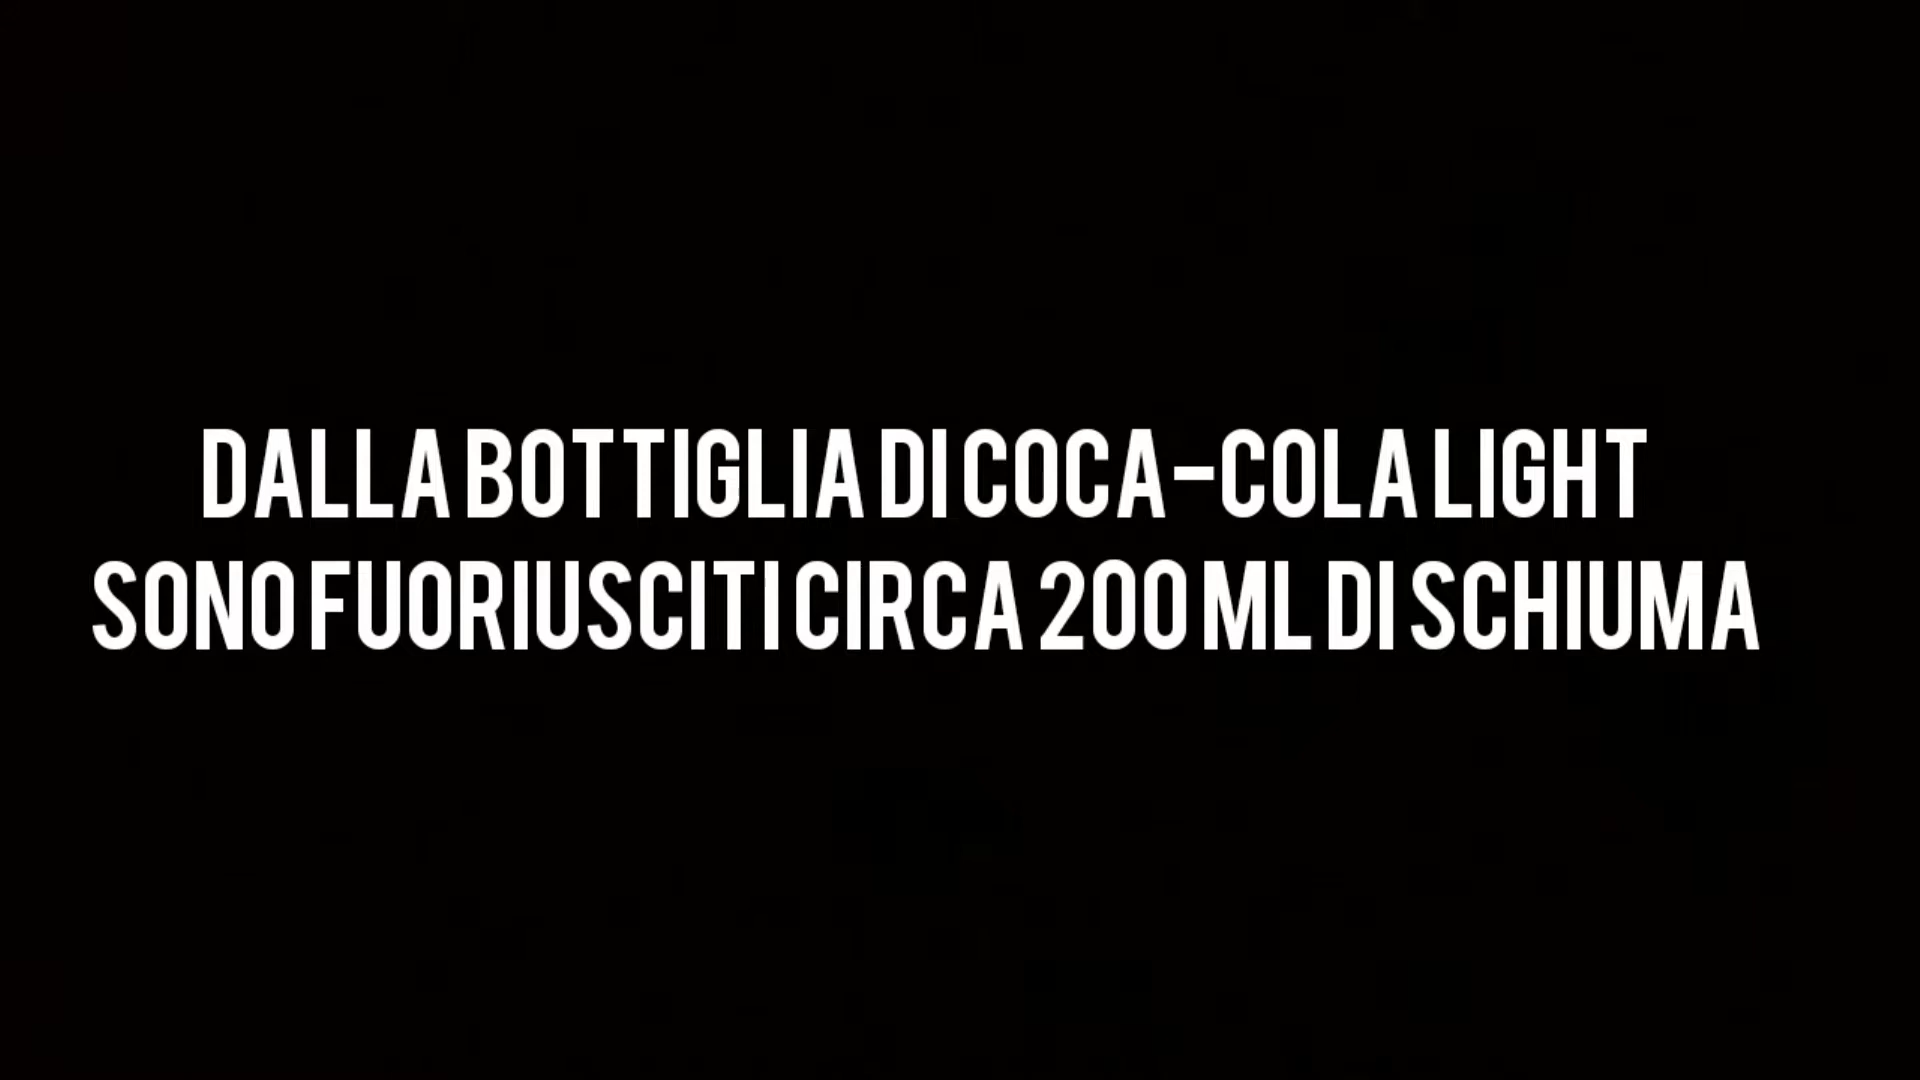 DALLA BOTTIGLIA DI COCA-COLA LIGHT
SONO FUORIUSCITI CIRCA 200 ML DI SCHIUMA